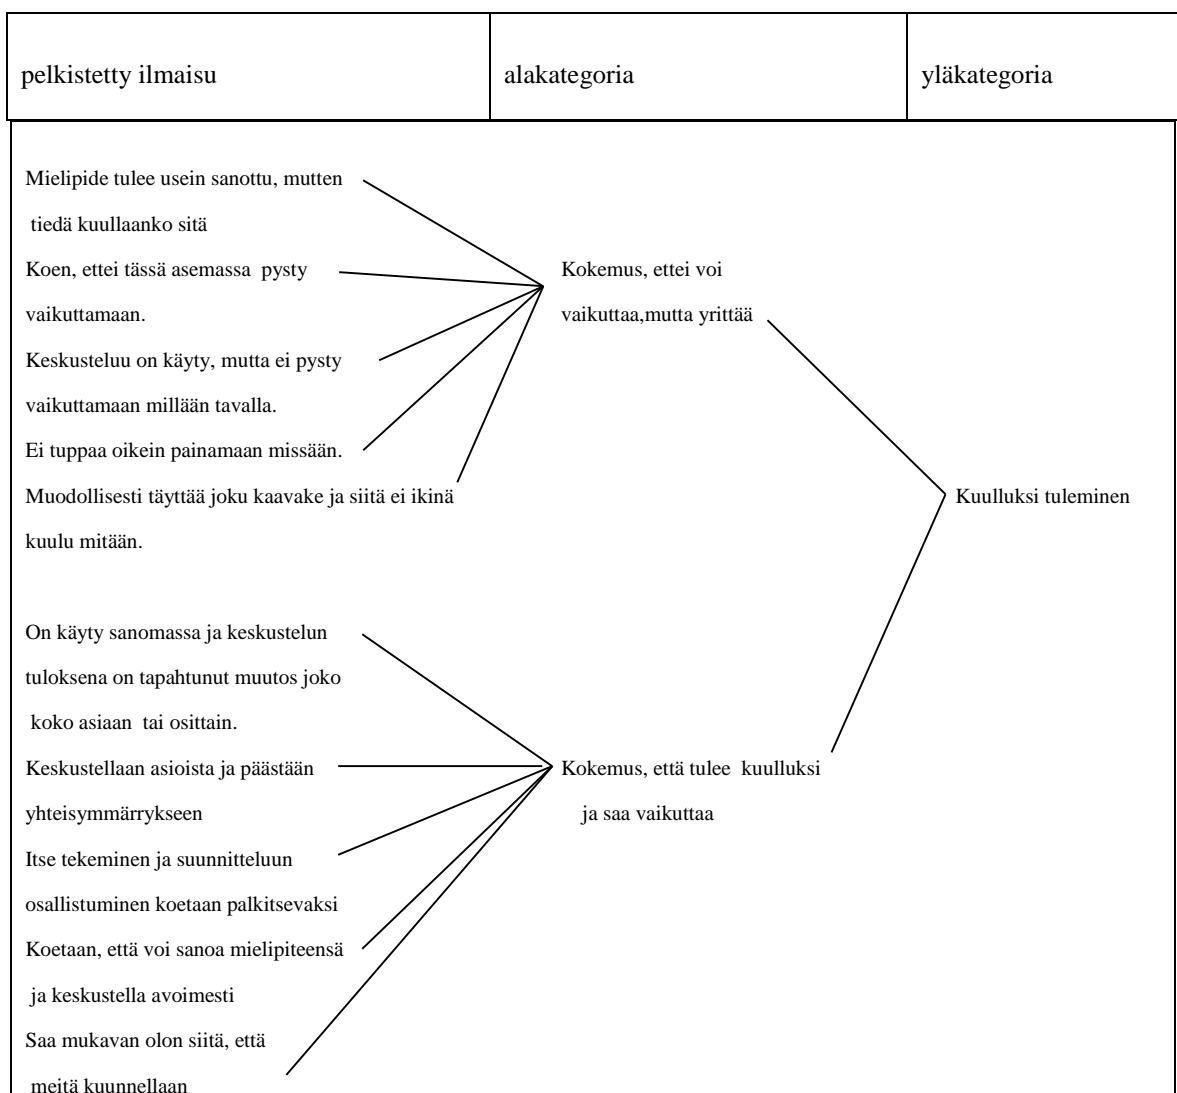 pelkistetty ilmaisu
alakategoria
yläkategoria
Mielipide tulee usein sanottu, mutten
tiedä kuullaanko sitä
Koen, ettei tässä asemassa pysty
vaikuttamaan.
Keskusteluu on käyty, mutta ei pysty
vaikuttamaan millään tavalla.
Ei tuppaa oikein painamaan missään.
Muodollisesti täyttää joku kaavake ja siitä ei ikinä
kuulu mitään.
Kokemus, ettei voi
vaikuttaa,mutta yrittää
Kuulluksi tuleminen
On käyty sanomassa ja keskustelun
tuloksena on tapahtunut muutos joko
koko asiaan tai osittain.
Keskustellaan asioista ja päästään
yhteisymmärrykseen
Itse tekeminen ja suunnitteluun
osallistuminen koetaan palkitsevaksi
Koetaan, että voi sanoa mielipiteensä
ja keskustella avoimesti
Saa mukavan olon siitä, että
meitä kuunnellaan
Kokemus, että tulee kuulluksi
ja saa vaikuttaa